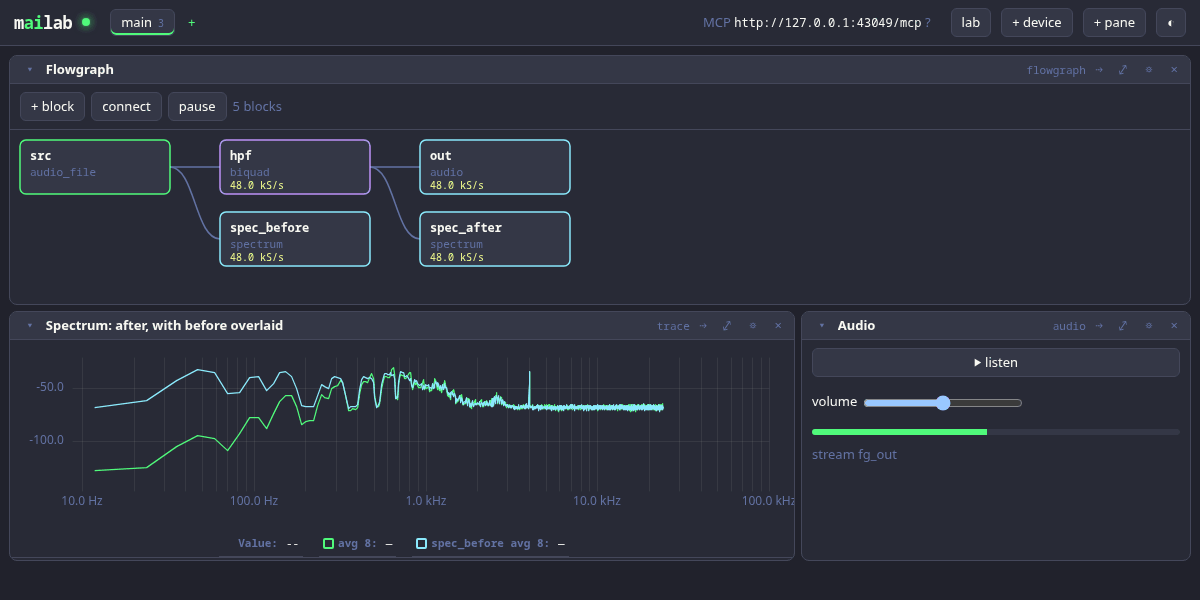 mailab
main 3 +
MCP http://127.0.0.1:43049/mcp ?
lab
+ device
+ pane
Flowgraph
flowgraph
+ block
connect
pause
5 blocks
src
audio_file
hpf
biquad
48.0 kS/s
out
audio
48.0 kS/s
spec_before
spectrum
48.0 kS/s
spec_after
spectrum
48.0 kS/s
Spectrum: after, with before overlaid
trace
-50.0
-100.0
10.0 Hz
100.0 Hz
1.0 kHz
10.0 kHz
100.0 kHz
Value: --
avg 8: —
spec_before avg 8: —
Audio
audio
listen
volume
stream fg_out